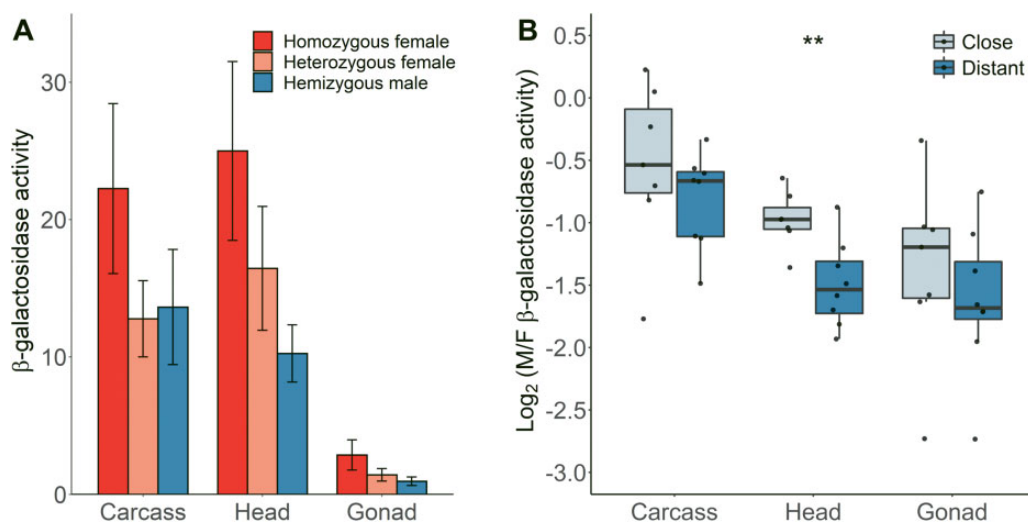 A
Homozygous female
Heterozygous female
Hemizygous male
β-galactosidase activity
30
20
10
0
Carcass Head Gonad
B
**
Close
Distant
Log₂ (M/F β-galactosidase activity)
0.5
0.0
-0.5
-1.0
-1.5
-2.0
-2.5
-3.0
Carcass Head Gonad